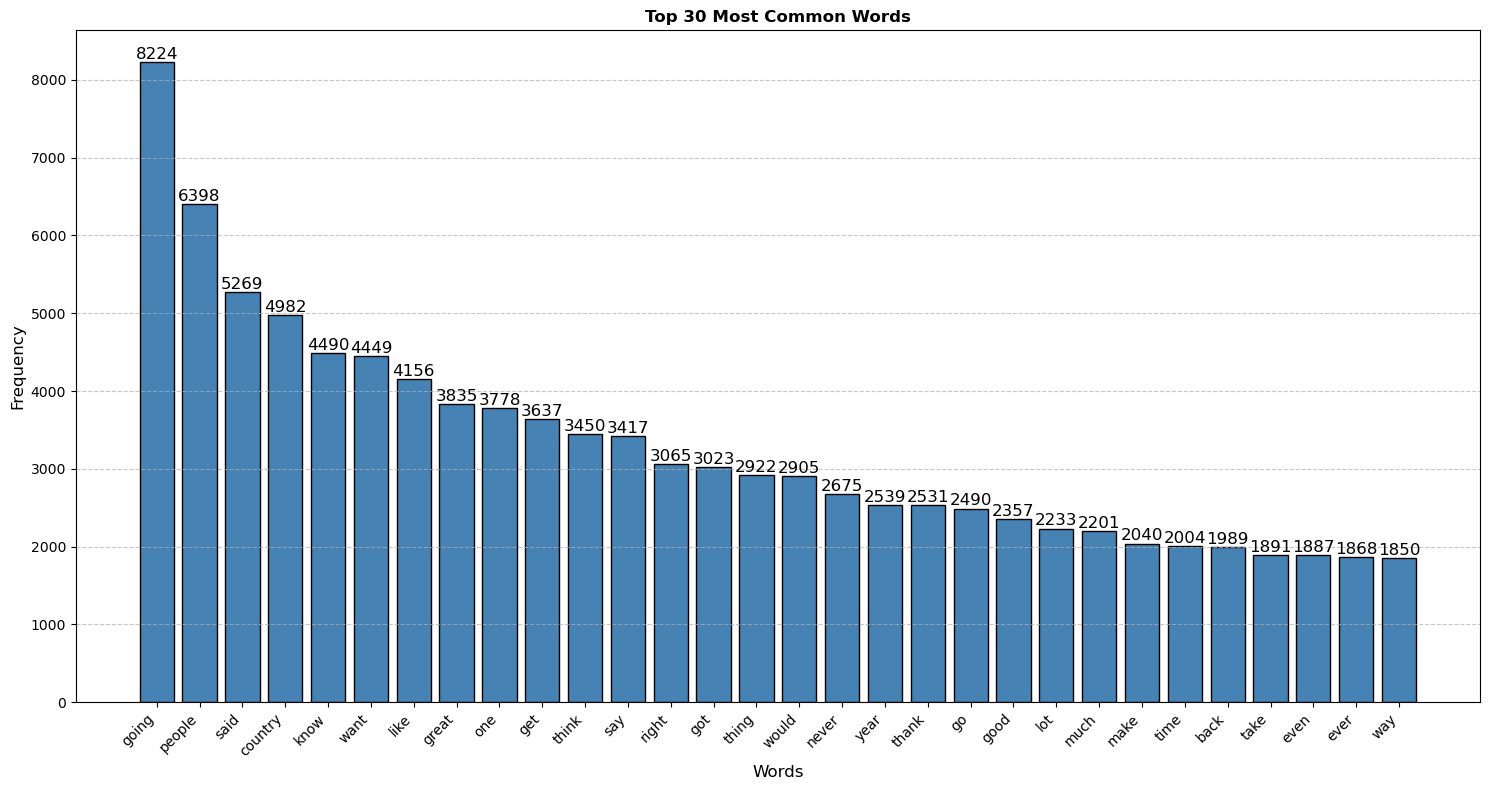 Top 30 Most Common Words
8224
6398
5269
4982
4490
4449
4156
3835
3778
3637
3450
3417
3065
3023
2922
2905
2675
2539
2531
2490
2357
2233
2201
2040
2004
1989
1891
1887
1868
1850
8000
7000
6000
5000
4000
3000
2000
1000
0
Frequency
going
people
said
country
know
want
like
great
one
get
think
say
right
got
thing
would
never
year
thank
go
good
lot
much
make
time
back
take
even
ever
way
Words